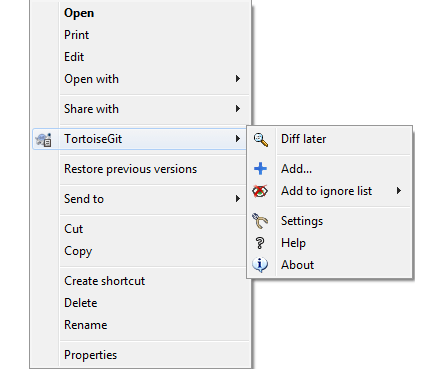 Open
Print
Edit
Open with
Share with
TortoiseGit
Restore previous versions
Send to
Cut
Copy
Create shortcut
Delete
Rename
Properties
Diff later
Add...
Add to ignore list
Settings
Help
About